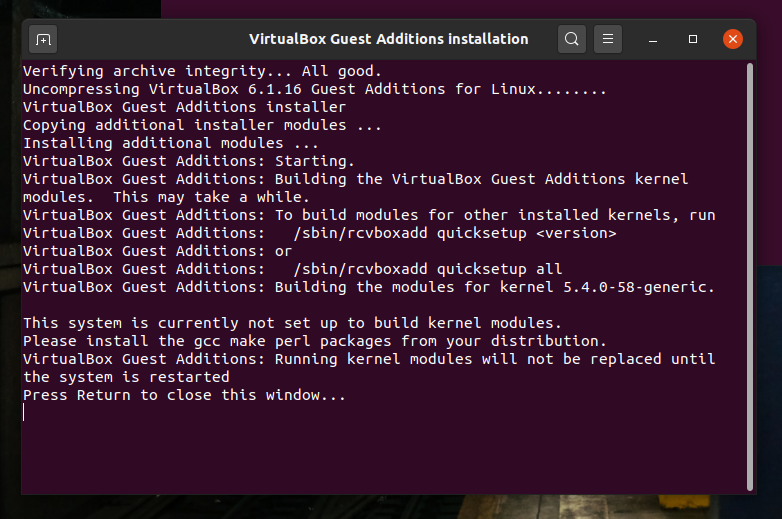 VirtualBox Guest Additions installation
Verifying archive integrity... All good.
Uncompressing VirtualBox 6.1.16 Guest Additions for Linux........
VirtualBox Guest Additions installer
Copying additional installer modules ...
Installing additional modules ...
VirtualBox Guest Additions: Starting.
VirtualBox Guest Additions: Building the VirtualBox Guest Additions kernel
modules.  This may take a while.
VirtualBox Guest Additions: To build modules for other installed kernels, run
VirtualBox Guest Additions:   /sbin/rcvboxadd quicksetup <version>
VirtualBox Guest Additions: or
VirtualBox Guest Additions:   /sbin/rcvboxadd quicksetup all
VirtualBox Guest Additions: Building the modules for kernel 5.4.0-58-generic.
This system is currently not set up to build kernel modules.
Please install the gcc make perl packages from your distribution.
VirtualBox Guest Additions: Running kernel modules will not be replaced until
the system is restarted
Press Return to close this window...